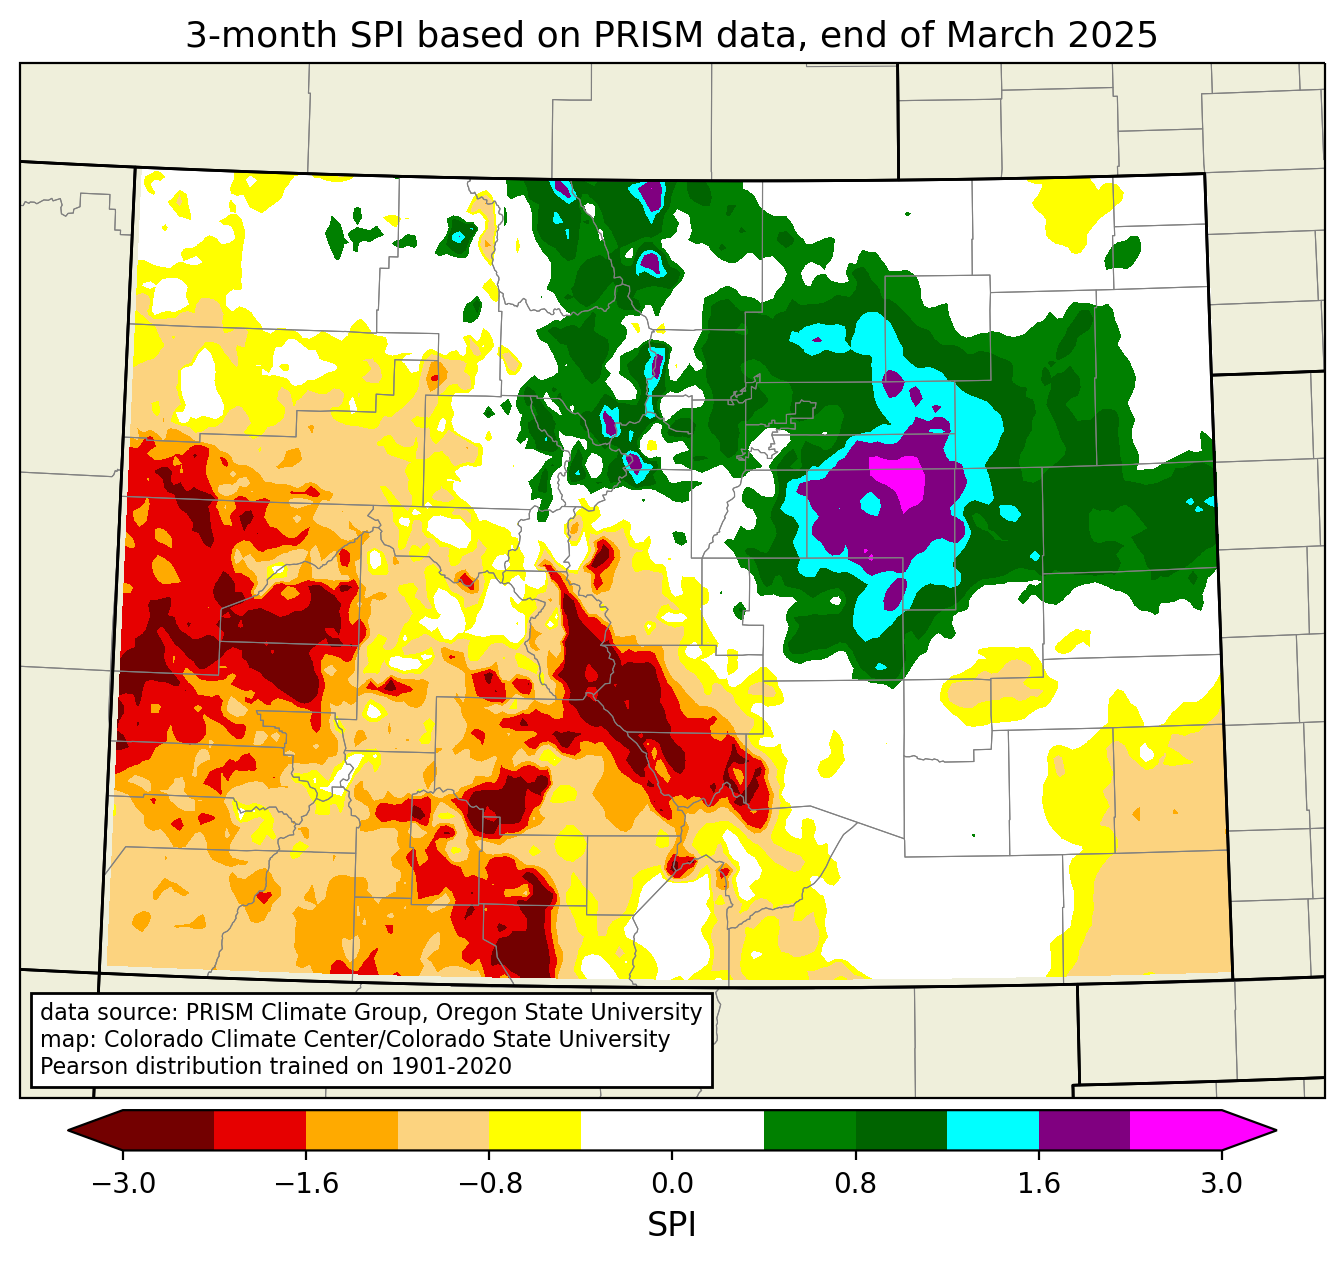 3-month SPI based on PRISM data, end of March 2025
data source: PRISM Climate Group, Oregon State University
map: Colorado Climate Center/Colorado State University
Pearson distribution trained on 1901-2020
−3.0 −1.6 −0.8 0.0 0.8 1.6 3.0
SPI